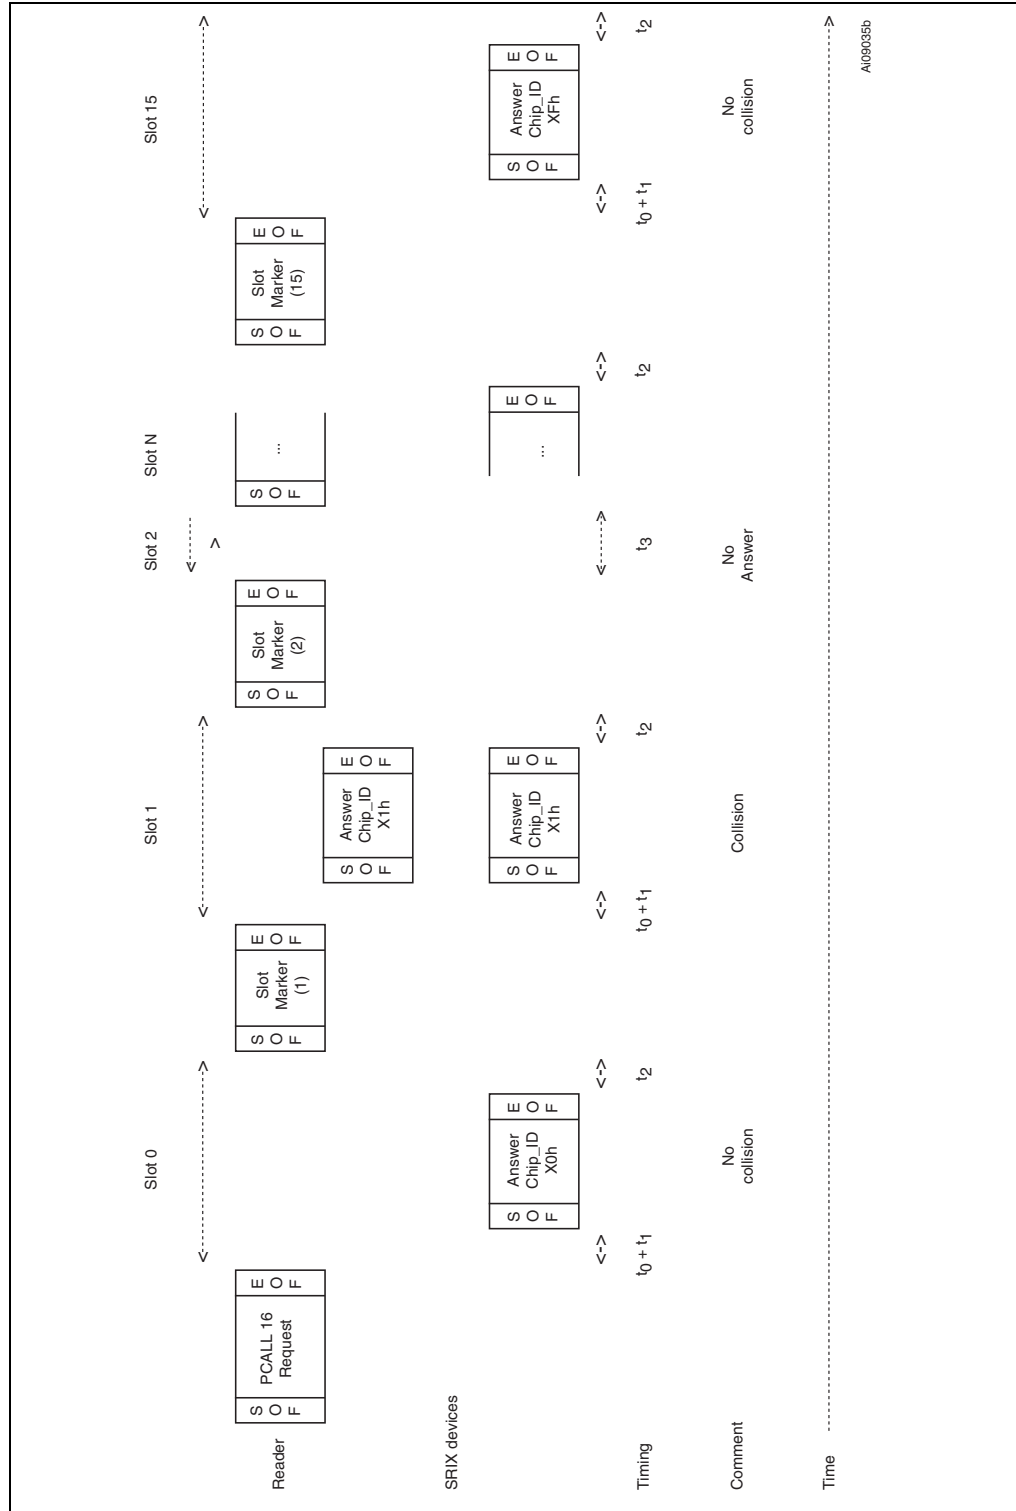 Slot 0
Slot 1
Slot 2
Slot N
Slot 15
<-------------------->
<-------------------->
<------
>
<-------------------->
Reader
S
O
F
PCALL 16
Request
E
O
F
S
O
F
Slot
Marker
(1)
E
O
F
S
O
F
Slot
Marker
(2)
E
O
F
S
O
F
...
S
O
F
Slot
Marker
(15)
E
O
F
SRIX devices
S
O
F
Answer
Chip_ID
X1h
E
O
F
S
O
F
Answer
Chip_ID
X0h
E
O
F
S
O
F
Answer
Chip_ID
X1h
E
O
F
...
E
O
F
S
O
F
Answer
Chip_ID
XFh
E
O
F
<-> <-> <-> <-> <-----> <-> <-> <->
Timing
t0 + t1
t2
t0 + t1
t2
t3
t2
t0 + t1
t2
Comment
No
collision
Collision
No
Answer
No
collision
Time
Ai09035b